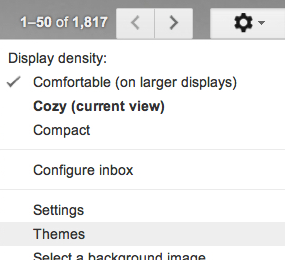 1–50 of 1,817
Display density:
Comfortable (on larger displays)
Cozy (current view)
Compact
Configure inbox
Settings
Themes
Select a background image